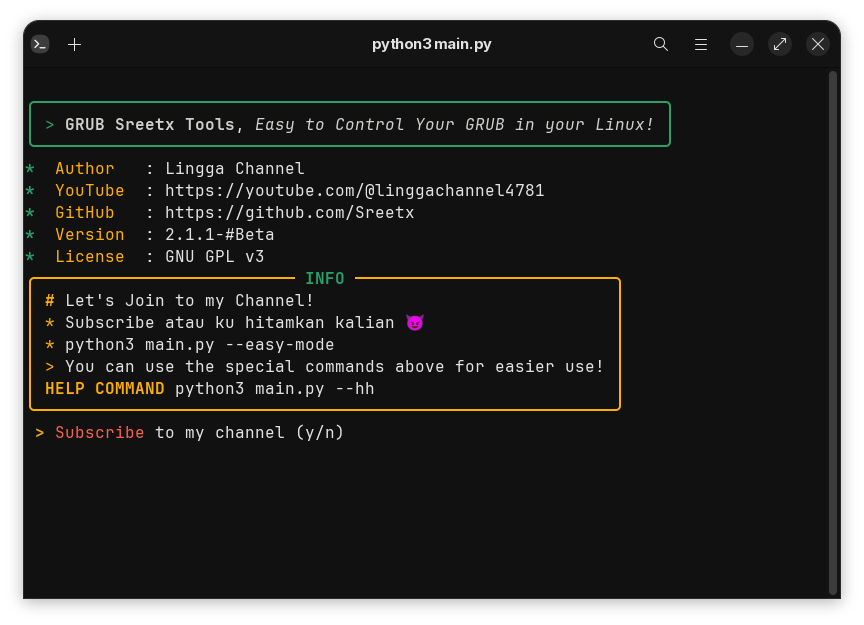 python3 main.py
> GRUB Sreetx Tools, Easy to Control Your GRUB in your Linux!
* Author : Lingga Channel
* YouTube : https://youtube.com/@linggachannel4781
* GitHub : https://github.com/Sreetx
* Version : 2.1.1-#Beta
* License : GNU GPL v3
INFO
# Let's Join to my Channel!
* Subscribe atau ku hitamkan kalian 😈
* python3 main.py --easy-mode
> You can use the special commands above for easier use!
HELP COMMAND python3 main.py --hh
> Subscribe to my channel (y/n)